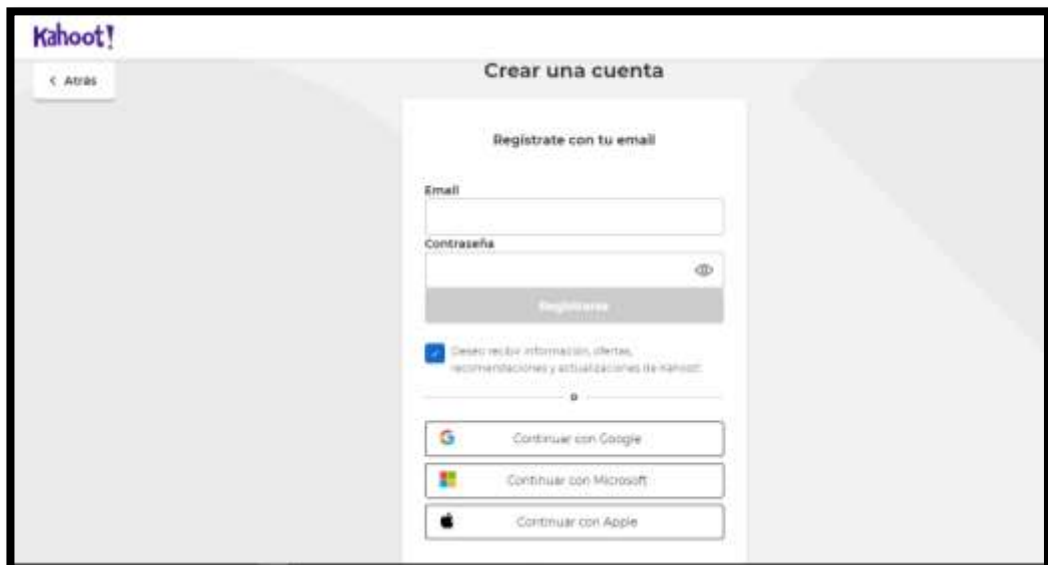 Kahoot!
< Atrás
Crear una cuenta
Regístrate con tu email
Email
Contraseña
Registrarse
Deseo recibir información, ofertas,
recomendaciones y actualizaciones de Kahoot!
o
Continuar con Google
Continuar con Microsoft
Continuar con Apple